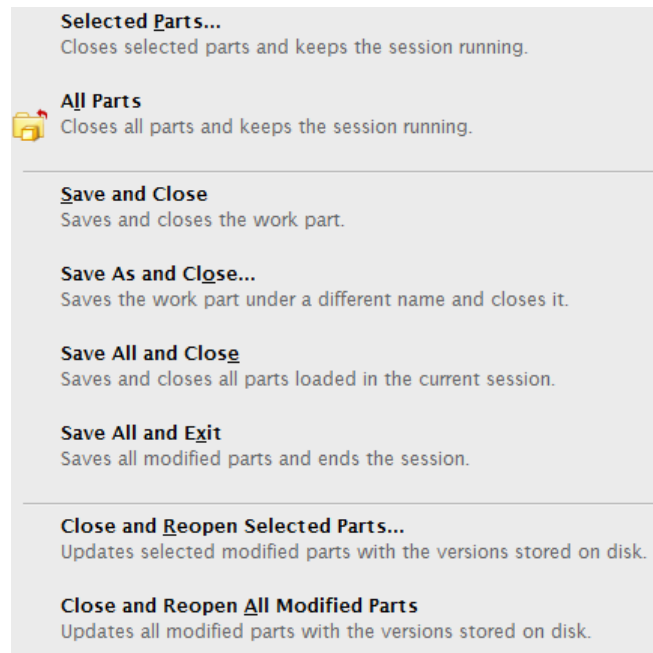 Selected Parts...
Closes selected parts and keeps the session running.
All Parts
Closes all parts and keeps the session running.
Save and Close
Saves and closes the work part.
Save As and Close...
Saves the work part under a different name and closes it.
Save All and Close
Saves and closes all parts loaded in the current session.
Save All and Exit
Saves all modified parts and ends the session.
Close and Reopen Selected Parts...
Updates selected modified parts with the versions stored on disk.
Close and Reopen All Modified Parts
Updates all modified parts with the versions stored on disk.